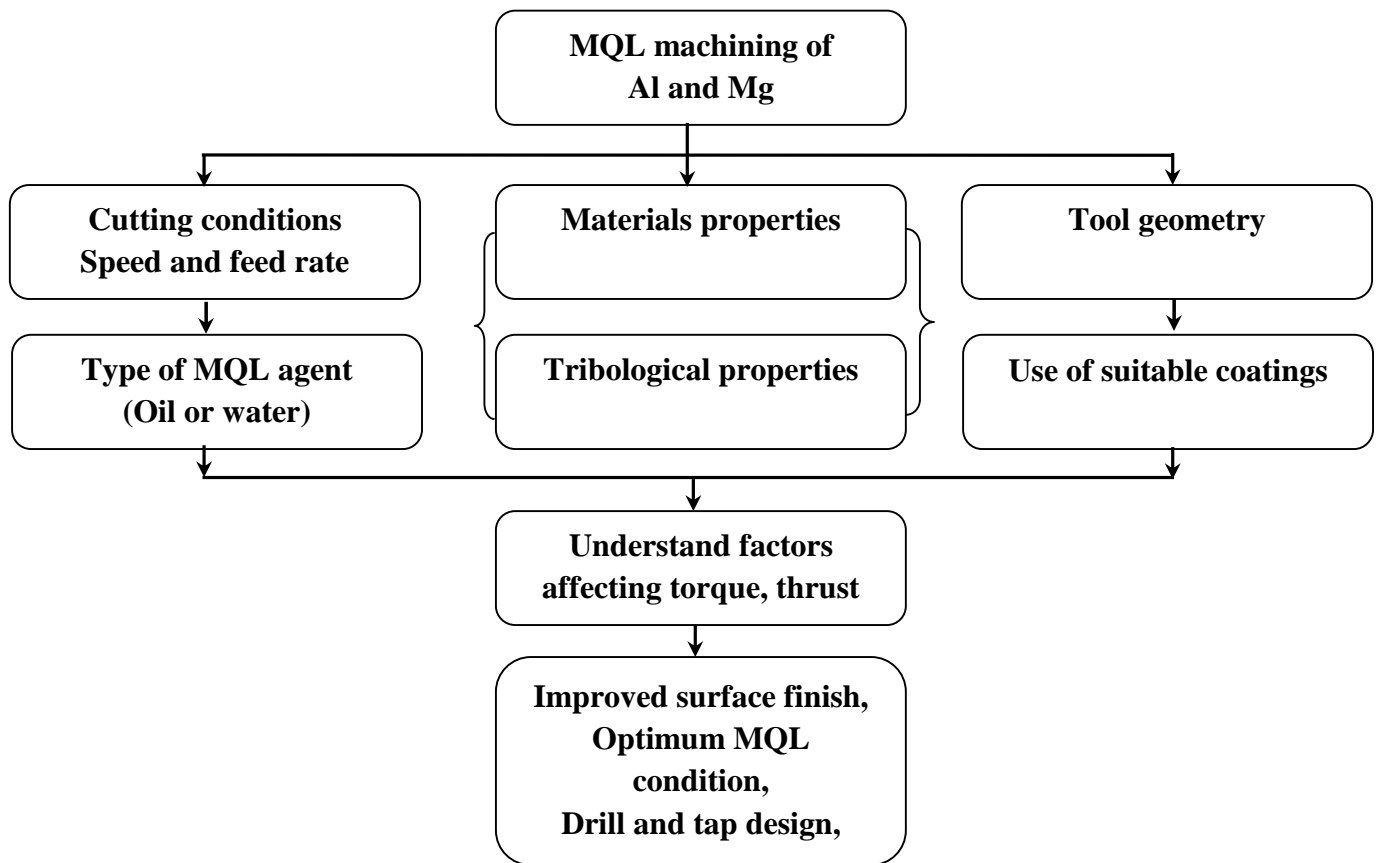 MQL machining of
Al and Mg
Cutting conditions
Speed and feed rate
Materials properties
Tool geometry
Type of MQL agent
(Oil or water)
Tribological properties
Use of suitable coatings
Understand factors
affecting torque, thrust
Improved surface finish,
Optimum MQL
condition,
Drill and tap design,